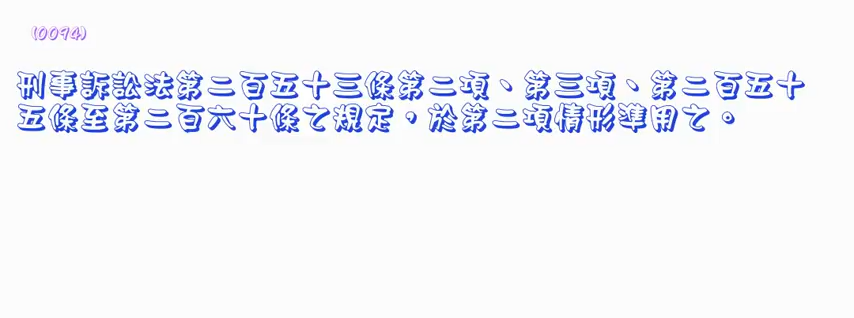 (0094)
刑事訴訟法第二百五十三條第二項、第三項、第二百五十
五條至第二百六十條之規定，於第二項情形準用之。